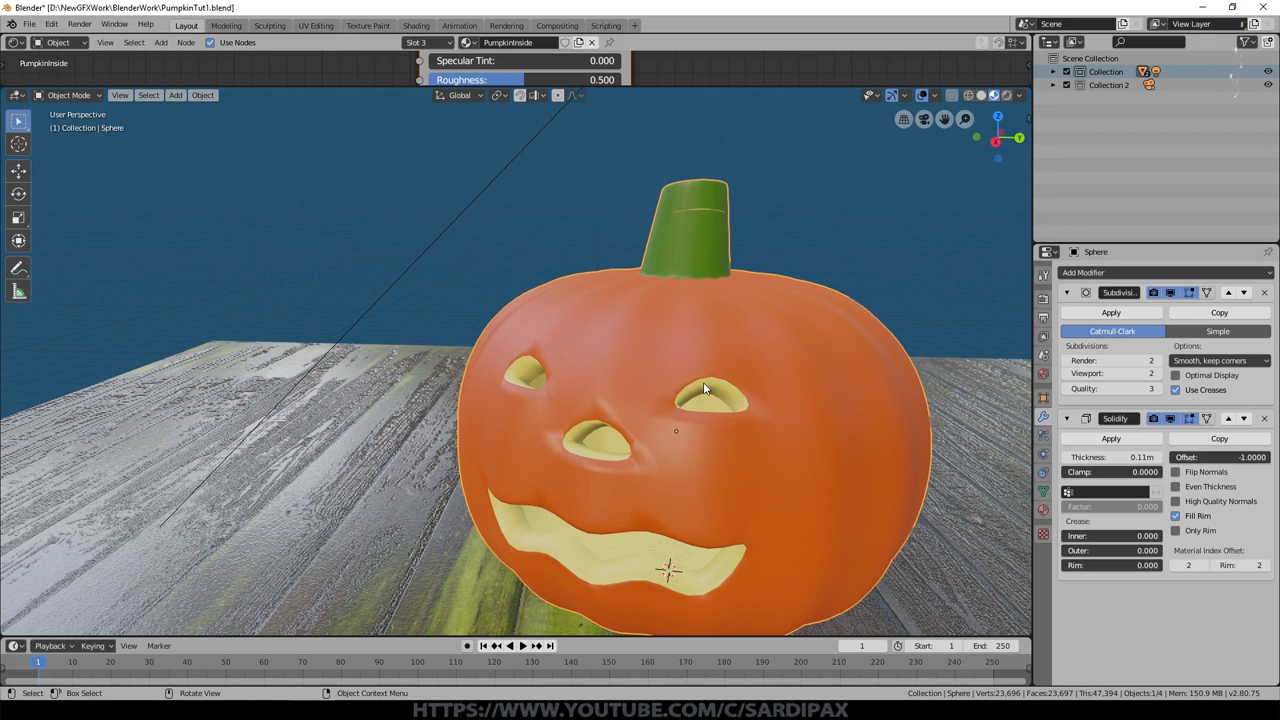 Blender* [D:\NewGFXWork\BlenderWork\PumpkinTut1.blend]
File Edit Render Window Help Layout Modeling Sculpting UV Editing Texture Paint Shading Animation Rendering Compositing Scripting + Scene View Layer
Object View Select Add Node Use Nodes Slot 3 PumpkinInside
PumpkinInside
Specular Tint: 0.000
Roughness: 0.500
Object Mode View Select Add Object Global
User Perspective
(1) Collection | Sphere
Z
Y
X
Scene Collection
Collection
Collection 2
Sphere
Add Modifier
Subdivisi..
Apply Copy
Catmull-Clark Simple
Subdivisions: Options:
Render: 2 Smooth, keep corners
Viewport: 2 Optimal Display
Quality: 3 Use Creases
Solidify
Apply Copy
Thickness: 0.11m Offset: -1.0000
Clamp: 0.0000 Flip Normals
Even Thickness
High Quality Normals
Factor: 0.000 Fill Rim
Crease: Only Rim
Inner: 0.000
Outer: 0.000 Material Index Offset:
Rim: 0.000 2 Rim: 2
Playback Keying View Marker 1 Start: 1 End: 250
1 10 20 30 40 50 60 70 80 90 100 110 120 130 140 150 160 170 180 190 200 210 220 230 240 250
Select Box Select Rotate View Object Context Menu Collection | Sphere | Verts:23,696 | Faces:23,697 | Tris:47,394 | Objects:1/4 | Mem: 150.9 MB | v2.80.75
HTTPS://WWW.YOUTUBE.COM/C/SARDIPAX